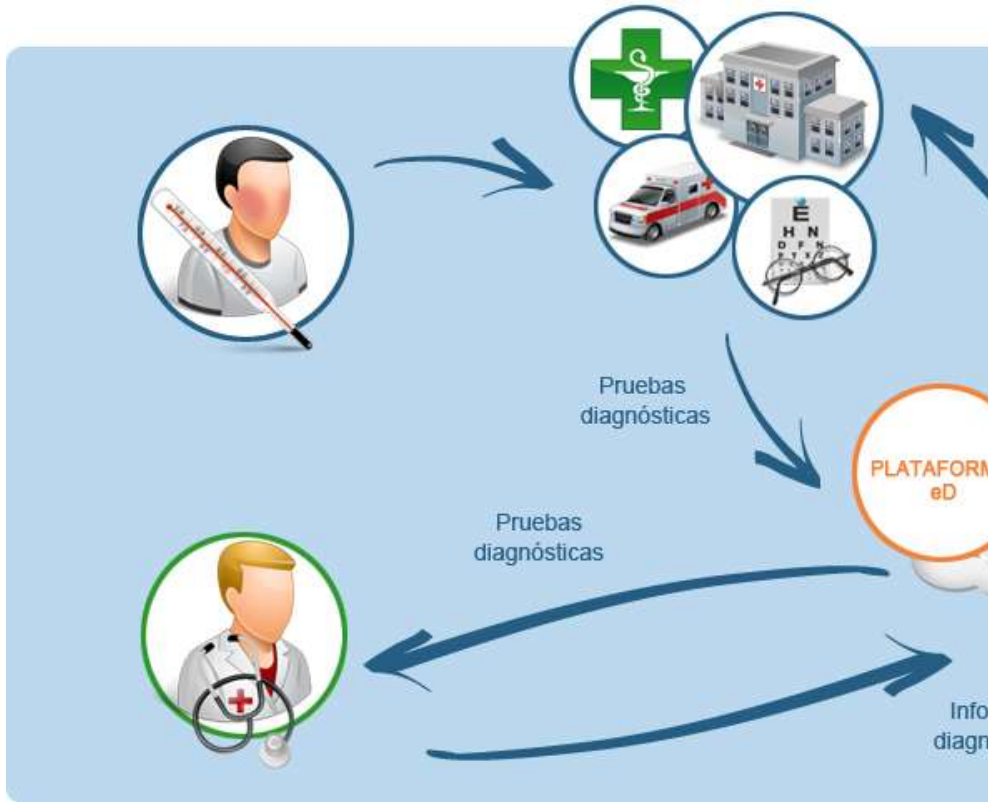 E
H N
D F N
Pruebas
diagnósticas
PLATAFORM
eD
Pruebas
diagnósticas
Info
diagn